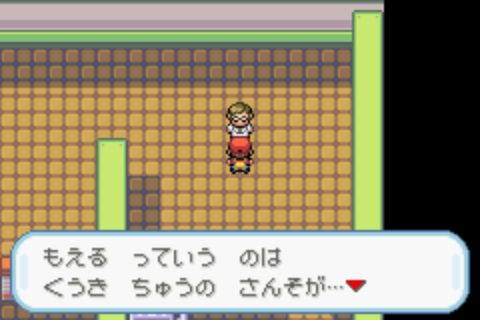 もえる　っていう　のは
くうき　ちゅうの　さんそが…